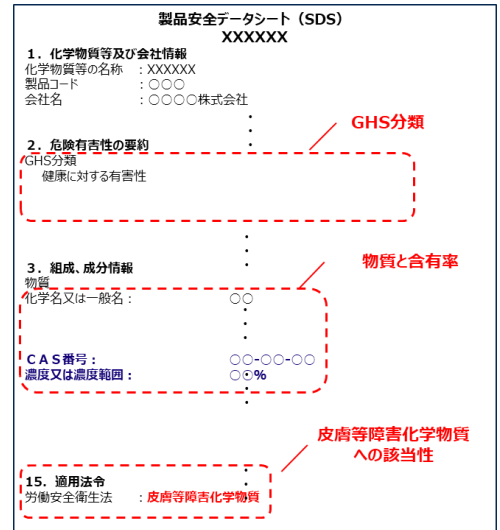 製品安全データシート（SDS）
XXXXXX
1．化学物質等及び会社情報
化学物質等の名称　：XXXXXX
製品コード　：○○○
会社名　：○○○○株式会社
GHS分類
2．危険有害性の要約
GHS分類
健康に対する有害性
物質と含有率
3．組成、成分情報
物質
化学名又は一般名：　○○
ＣＡＳ番号：　○○-○○-○○
濃度又は濃度範囲：　○○%
皮膚等障害化学物質
への該当性
15．適用法令
労働安全衛生法　：皮膚等障害化学物質